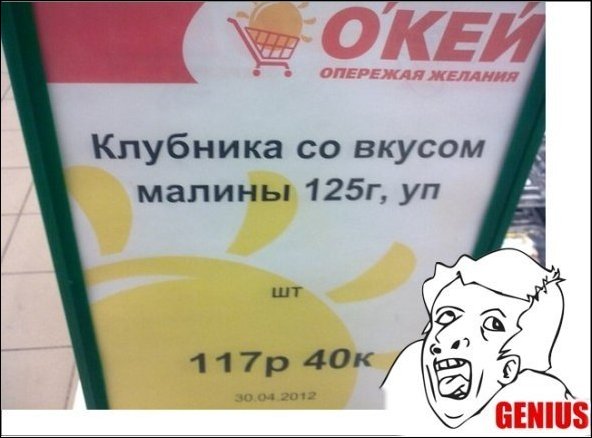 О'КЕЙ
ОПЕРЕЖАЯ ЖЕЛАНИЯ
Клубника со вкусом
малины 125г, уп
шт
117р 40к
30.04.2012
GENIUS